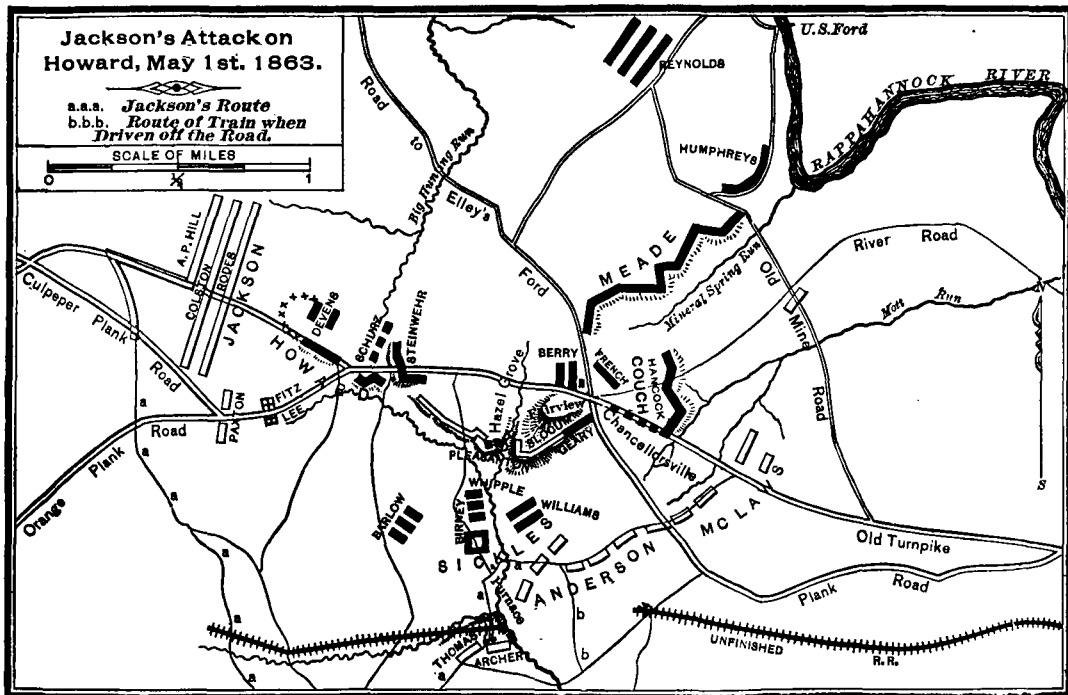 Jackson's Attack on
Howard, May 1st. 1863.
a.a.a. Jackson's Route
b.b.b. Route of Train when
Driven off the Road.
SCALE OF MILES
0 ½ 1
U.S. Ford
RAPPAHANNOCK RIVER
REYNOLDS
HUMPHREYS
Road to Elley's Ford
Big Hunting Run
MEADE
Mineral Spring Run
River Road
Mott Run
Old Mine Road
N
S
A.P. HILL
COLSTON
RODES
JACKSON
Culpeper Plank Road
DEVENS
HOWARD
SCHURZ
STEINWEHR
FITZ
LEE
PAXTON
Orange Plank Road
Hazel Grove
BERRY
FRENCH
HANCOCK
COUCH
Fairview
SLOCUM
GEARY
Chancellorsville
PLEASANTON
WHIPPLE
BIRNEY
WILLIAMS
BARLOW
SICKLES
ANDERSON
MC LAWS
Old Turnpike
Plank Road
Furnace
THOMAS
ARCHER
UNFINISHED R.R.
a
a
a
a
a
a
a
a
a
b
b